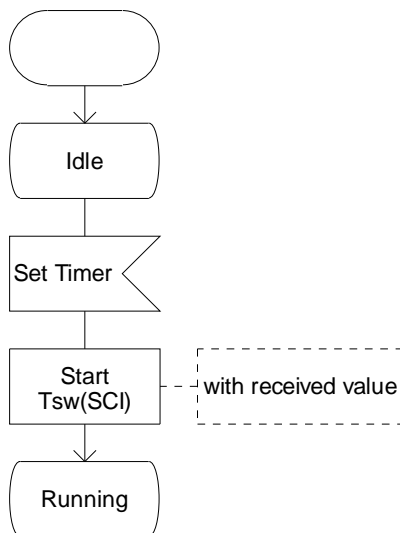 Idle
Set Timer
Start
Tsw(SCI)
with received value
Running